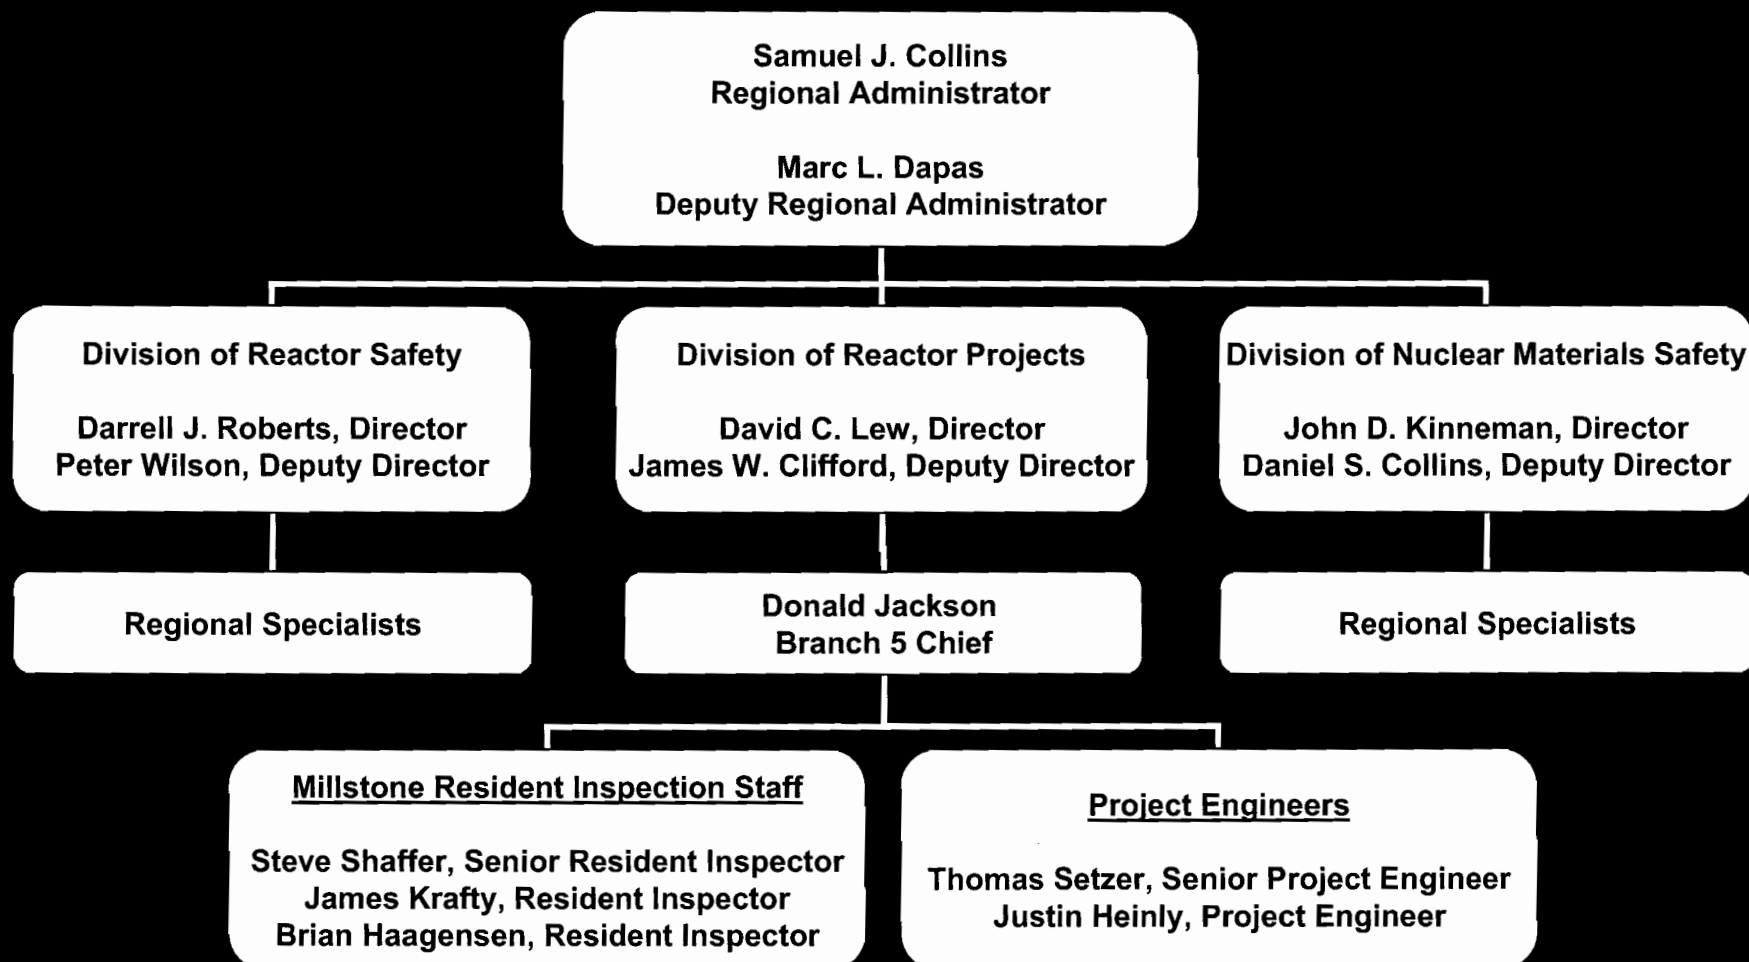 Samuel J. Collins
Regional Administrator
Marc L. Dapas
Deputy Regional Administrator
Division of Reactor Safety
Darrell J. Roberts, Director
Peter Wilson, Deputy Director
Division of Reactor Projects
David C. Lew, Director
James W. Clifford, Deputy Director
Division of Nuclear Materials Safety
John D. Kinneman, Director
Daniel S. Collins, Deputy Director
Regional Specialists
Donald Jackson
Branch 5 Chief
Regional Specialists
Millstone Resident Inspection Staff
Steve Shaffer, Senior Resident Inspector
James Krafty, Resident Inspector
Brian Haagensen, Resident Inspector
Project Engineers
Thomas Setzer, Senior Project Engineer
Justin Heinly, Project Engineer